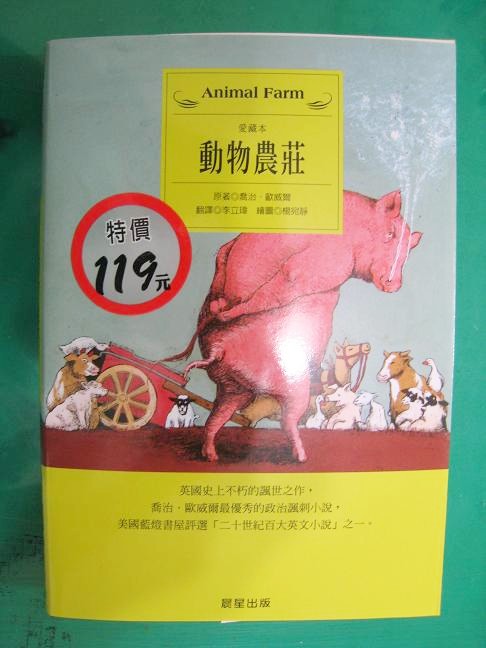 Animal Farm
愛藏本
動物農莊
原著◎喬治．歐威爾
翻譯◎李立瑋 繪圖◎楊宛靜
特價
119元
英國史上不朽的諷世之作，
喬治．歐威爾最優秀的政治諷刺小說，
美國藍燈書屋評選「二十世紀百大英文小說」之一。
晨星出版